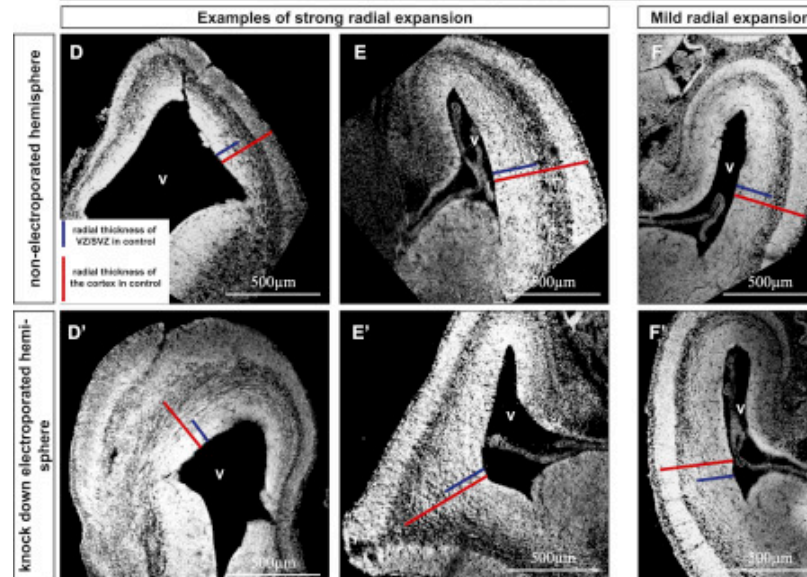 Examples of strong radial expansion
Mild radial expansion
non-electroporated hemisphere
D
v
radial thickness of
VZ/SVZ in control
radial thickness of
the cortex in control
500µm
E
v
500µm
F
v
500µm
knock down electroporated hemi-
sphere
D'
v
500µm
E'
v
500µm
F'
v
500µm